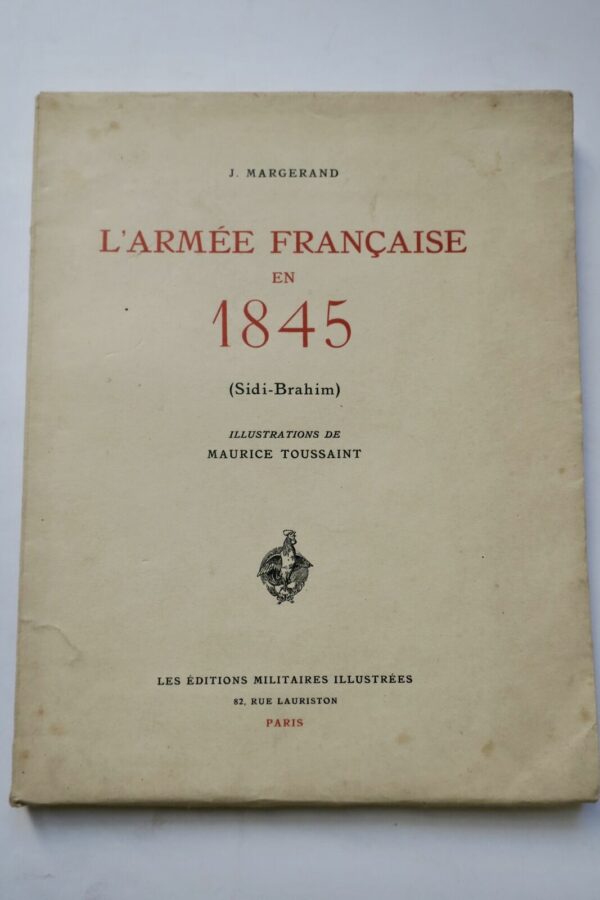 J. MARGERAND
L'ARMÉE FRANÇAISE
EN
1845
(Sidi-Brahim)
ILLUSTRATIONS DE
MAURICE TOUSSAINT
LES ÉDITIONS MILITAIRES ILLUSTRÉES
82, RUE LAURISTON
PARIS